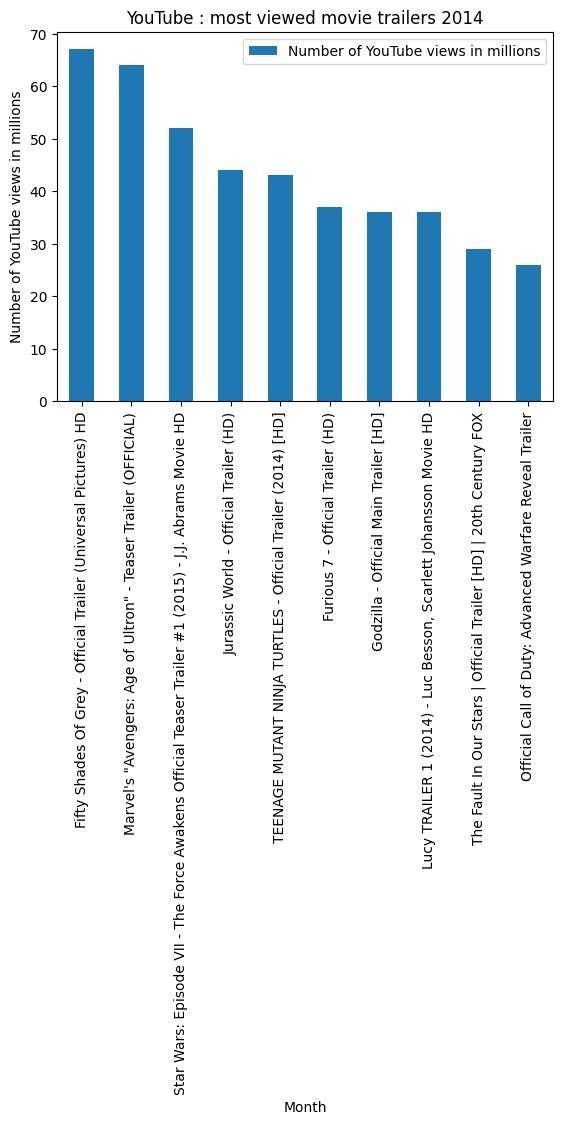 YouTube : most viewed movie trailers 2014
Number of YouTube views in millions
Number of YouTube views in millions
70
60
50
40
30
20
10
0
Fifty Shades Of Grey - Official Trailer (Universal Pictures) HD
Marvel's "Avengers: Age of Ultron" - Teaser Trailer (OFFICIAL)
Star Wars: Episode VII - The Force Awakens Official Teaser Trailer #1 (2015) - J.J. Abrams Movie HD
Jurassic World - Official Trailer (HD)
TEENAGE MUTANT NINJA TURTLES - Official Trailer (2014) [HD]
Furious 7 - Official Trailer (HD)
Godzilla - Official Main Trailer [HD]
Lucy TRAILER 1 (2014) - Luc Besson, Scarlett Johansson Movie HD
The Fault In Our Stars | Official Trailer [HD] | 20th Century FOX
Official Call of Duty: Advanced Warfare Reveal Trailer
Month